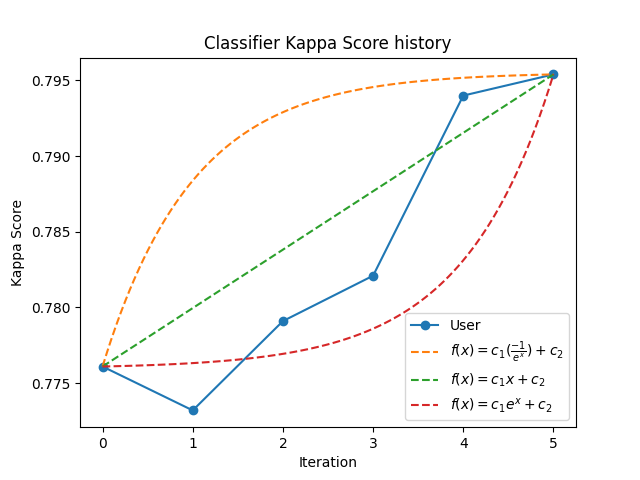 Classifier Kappa Score history
0.795
0.790
0.785
0.780
0.775
Kappa Score
0 1 2 3 4 5
Iteration
User
f(x) = c₁(−1/eˣ) + c₂
f(x) = c₁x + c₂
f(x) = c₁eˣ + c₂